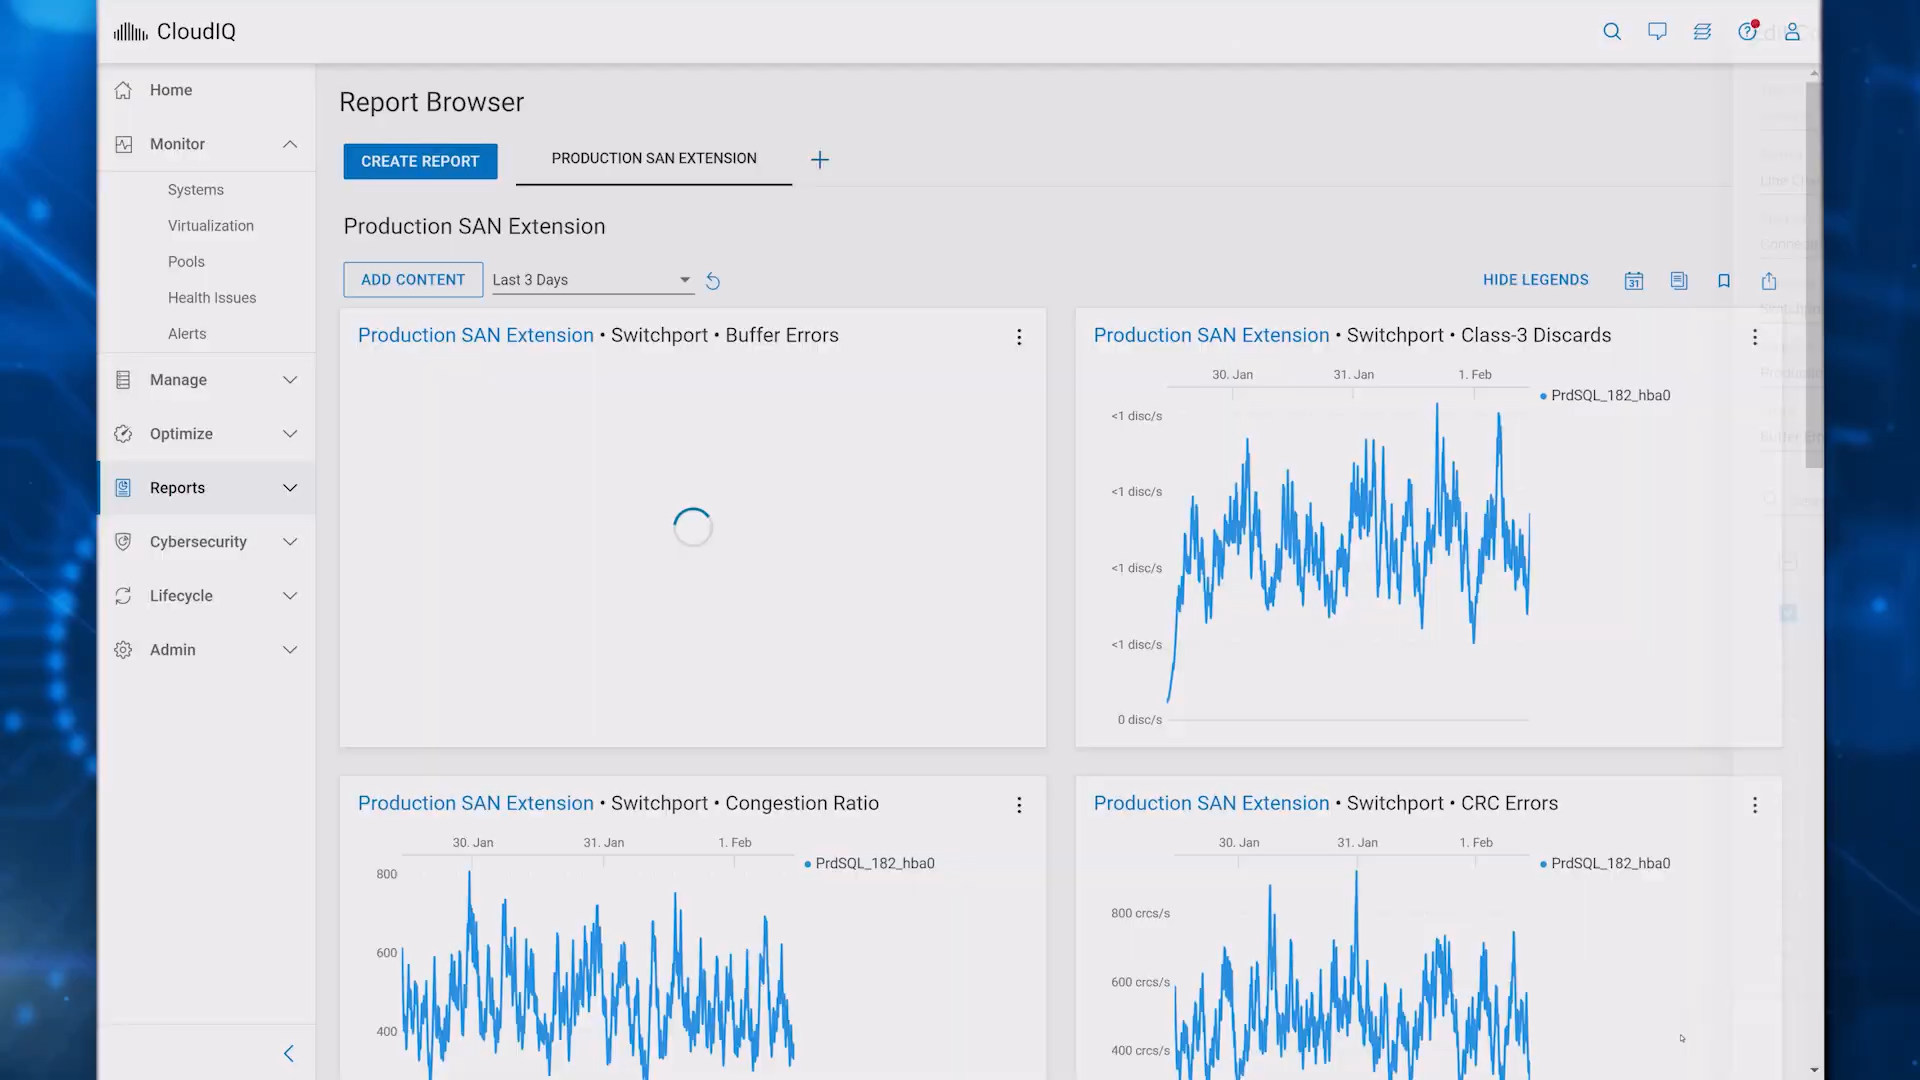 CloudIQ
Home
Monitor
Systems
Virtualization
Pools
Health Issues
Alerts
Manage
Optimize
Reports
Cybersecurity
Lifecycle
Admin
Report Browser
CREATE REPORT
PRODUCTION SAN EXTENSION
Production SAN Extension
ADD CONTENT
Last 3 Days
HIDE LEGENDS
31
Production SAN Extension • Switchport • Buffer Errors
Production SAN Extension • Switchport • Class-3 Discards
30. Jan 31. Jan 1. Feb
PrdSQL_182_hba0
<1 disc/s
<1 disc/s
<1 disc/s
<1 disc/s
0 disc/s
Production SAN Extension • Switchport • Congestion Ratio
30. Jan 31. Jan 1. Feb
PrdSQL_182_hba0
800
600
400
Production SAN Extension • Switchport • CRC Errors
30. Jan 31. Jan 1. Feb
PrdSQL_182_hba0
800 crcs/s
600 crcs/s
400 crcs/s